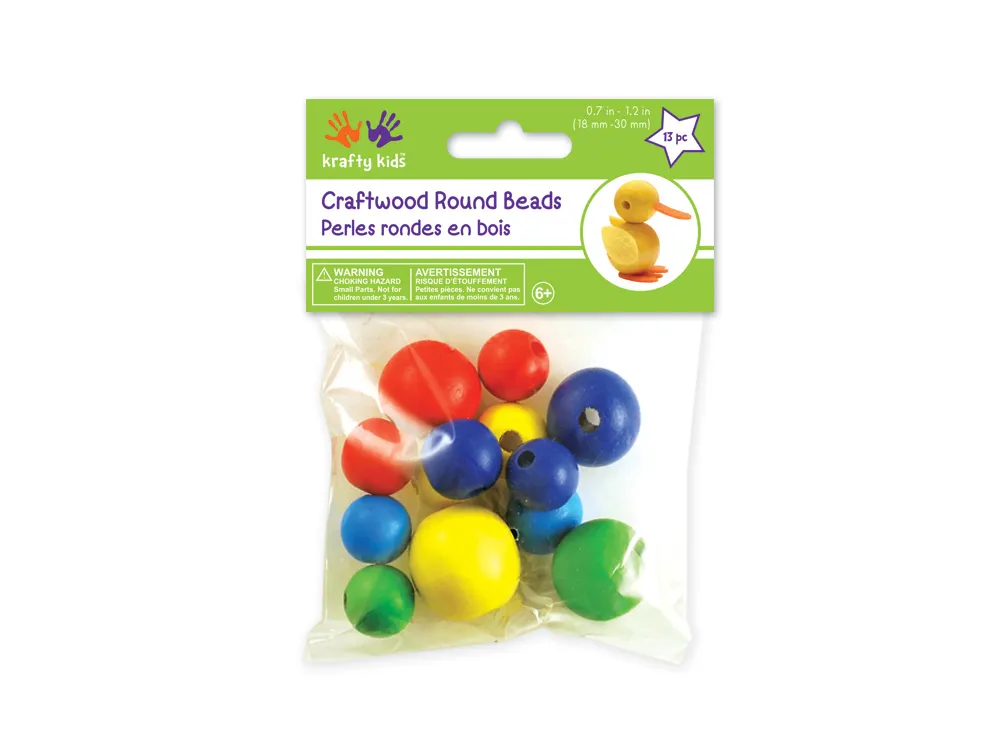 krafty kids™
0.7 in - 1.2 in
(18 mm -30 mm)
13 pc
Craftwood Round Beads
Perles rondes en bois
WARNING
CHOKING HAZARD
Small Parts. Not for
children under 3 years.
AVERTISSEMENT
RISQUE D'ÉTOUFFEMENT
Petites pièces. Ne convient pas
aux enfants de moins de 3 ans.
6+